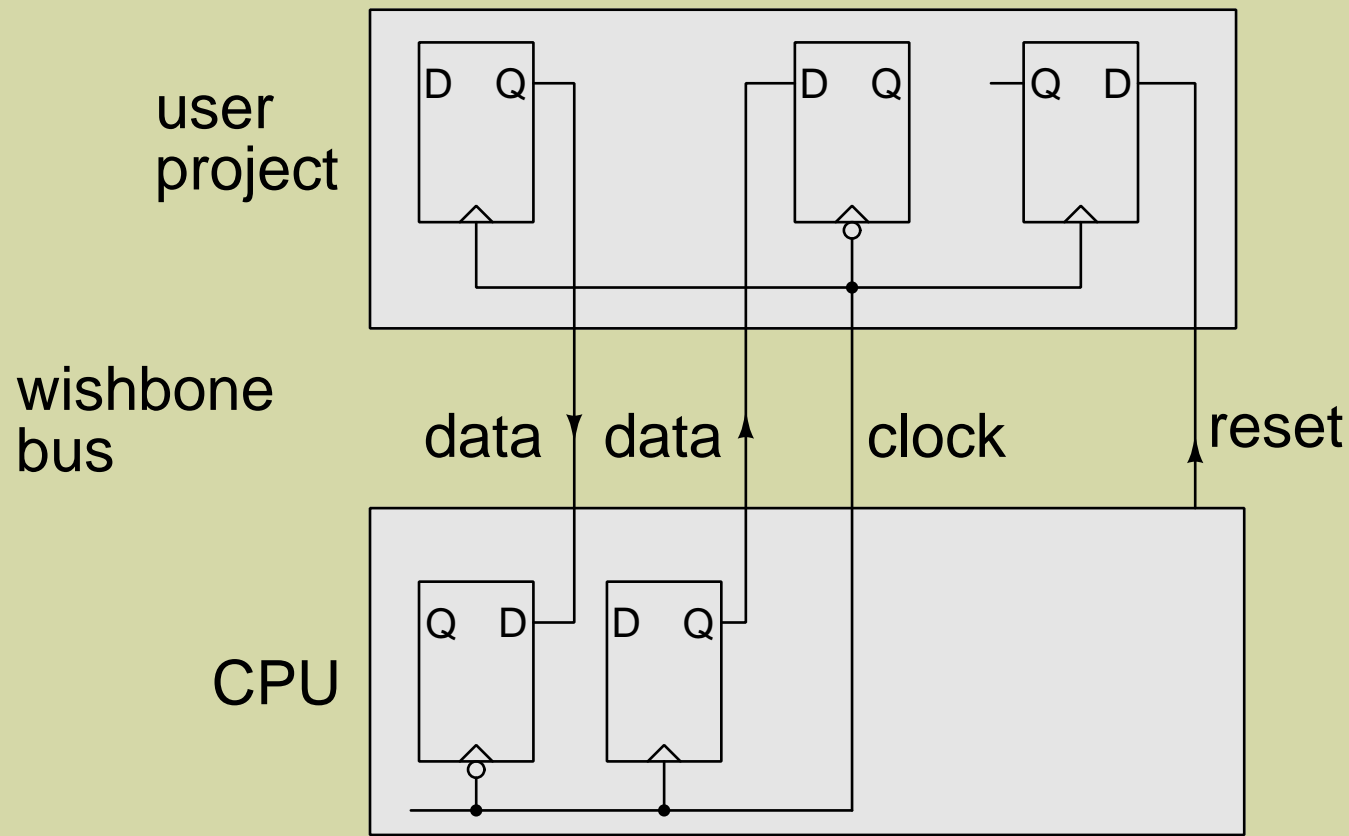 D Q
D Q
Q D
user
project
wishbone
bus
data
data
clock
reset
Q D
D Q
CPU